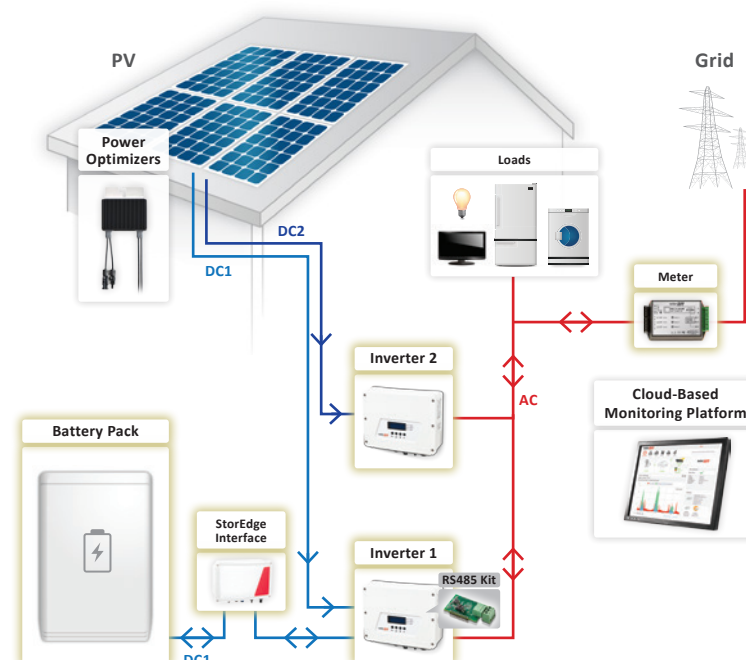 PV
Grid
Power
Optimizers
Loads
DC2
DC1
Meter
Inverter 2
AC
Cloud-Based
Monitoring Platform
Battery Pack
StorEdge
Interface
Inverter 1
RS485 Kit
DC1